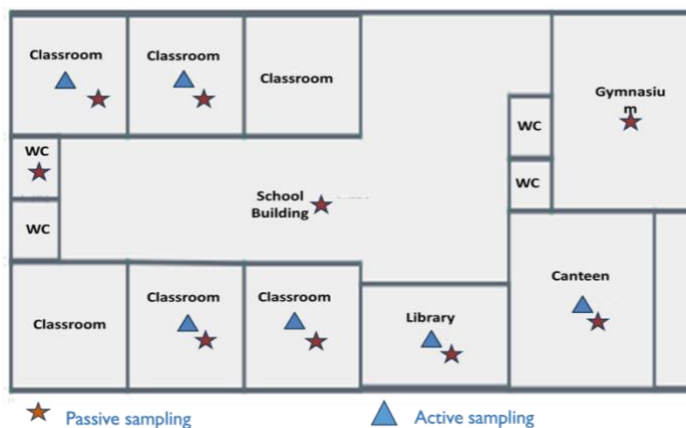 Classroom
Classroom
Classroom
Gymnasiu
m
WC
WC
WC
WC
School
Building
Canteen
Classroom
Classroom
Classroom
Library
Passive sampling
Active sampling